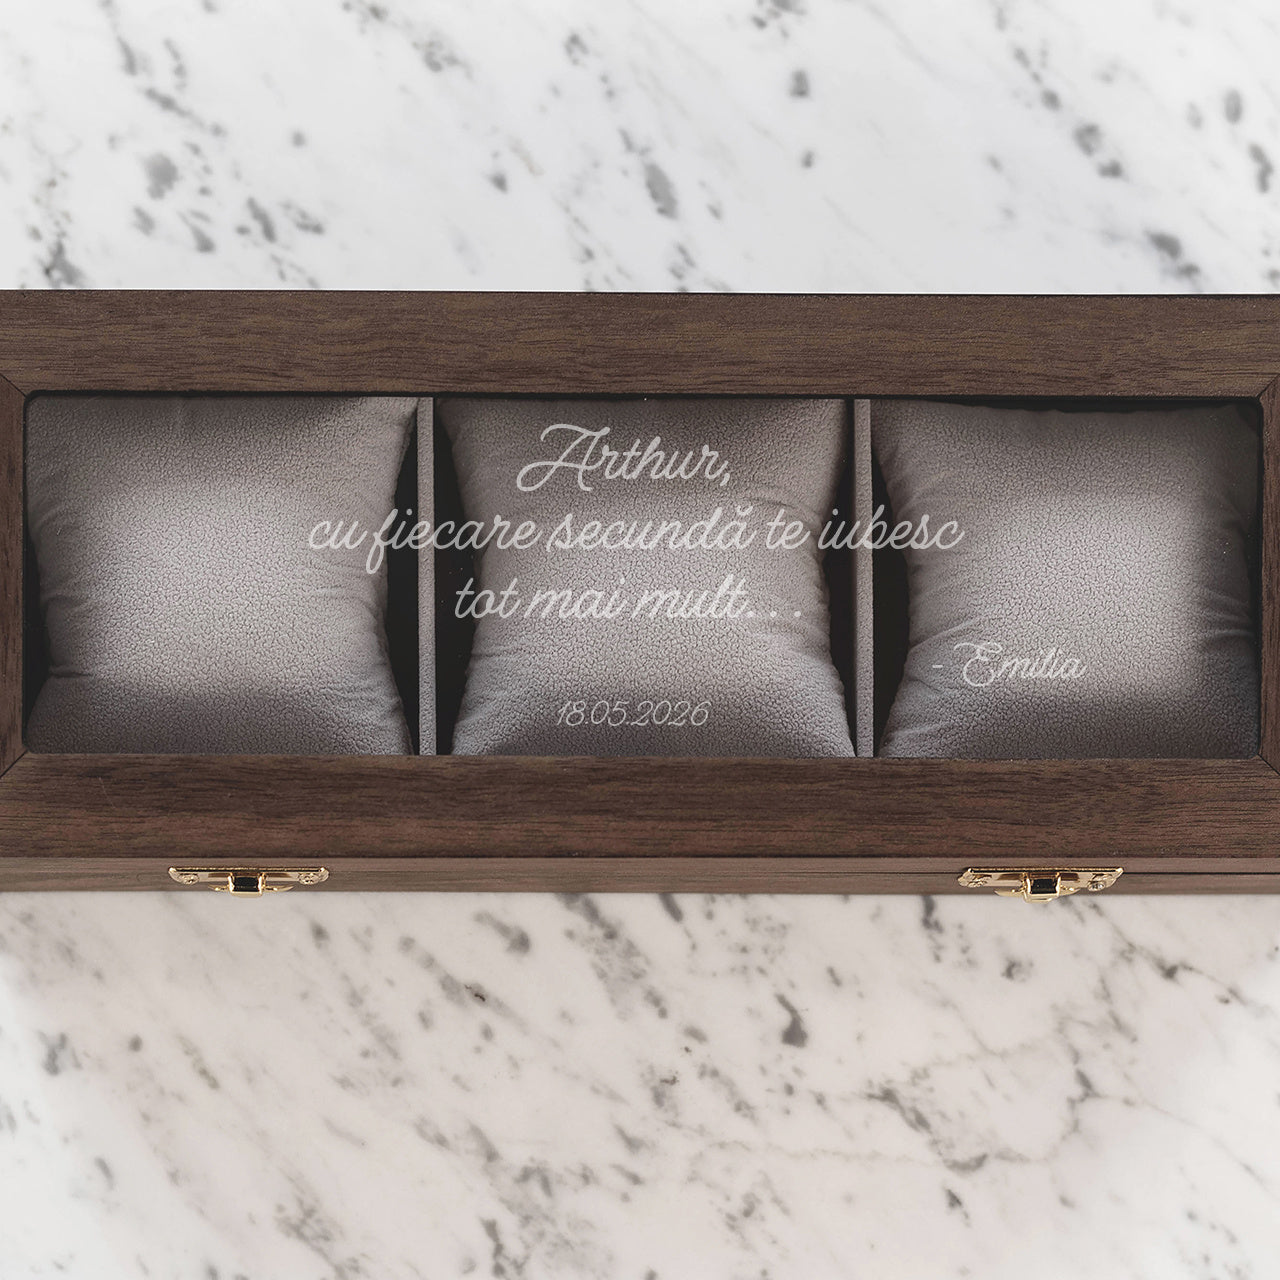 Arthur,
cu fiecare secundă te iubesc
tot mai mult. . .
- Emilia
18.05.2026